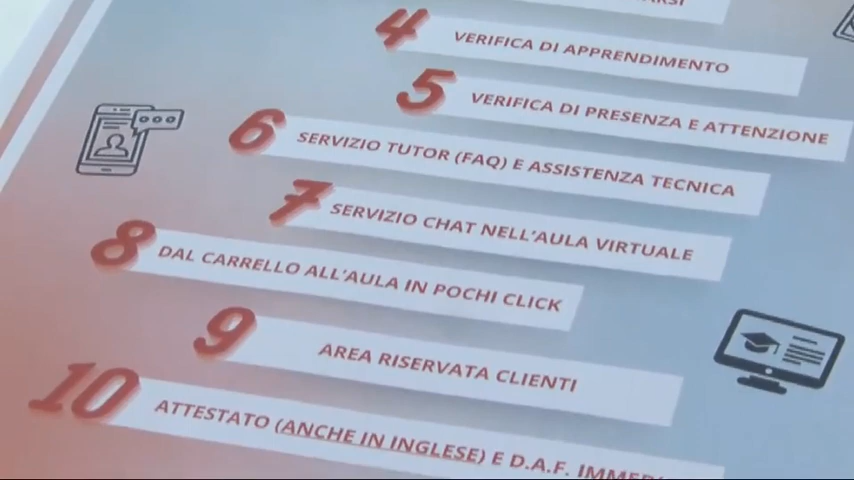 4 VERIFICA DI APPRENDIMENTO
5 VERIFICA DI PRESENZA E ATTENZIONE
6 SERVIZIO TUTOR (FAQ) E ASSISTENZA TECNICA
7 SERVIZIO CHAT NELL'AULA VIRTUALE
8 DAL CARRELLO ALL'AULA IN POCHI CLICK
9 AREA RISERVATA CLIENTI
10 ATTESTATO (ANCHE IN INGLESE) E D.A.F.